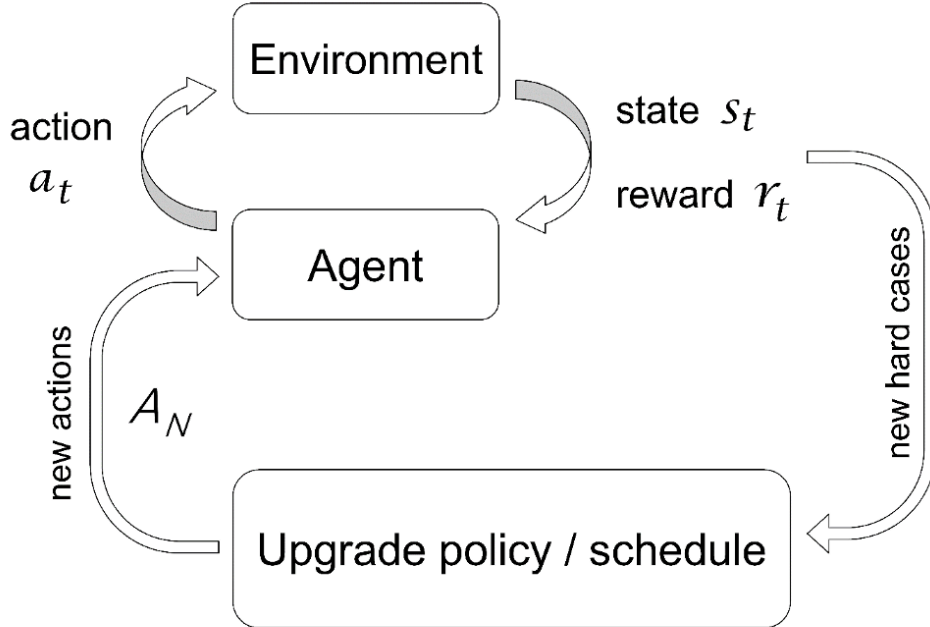 Environment
action
a_t
state s_t
reward r_t
Agent
new actions
A_N
new hard cases
Upgrade policy / schedule